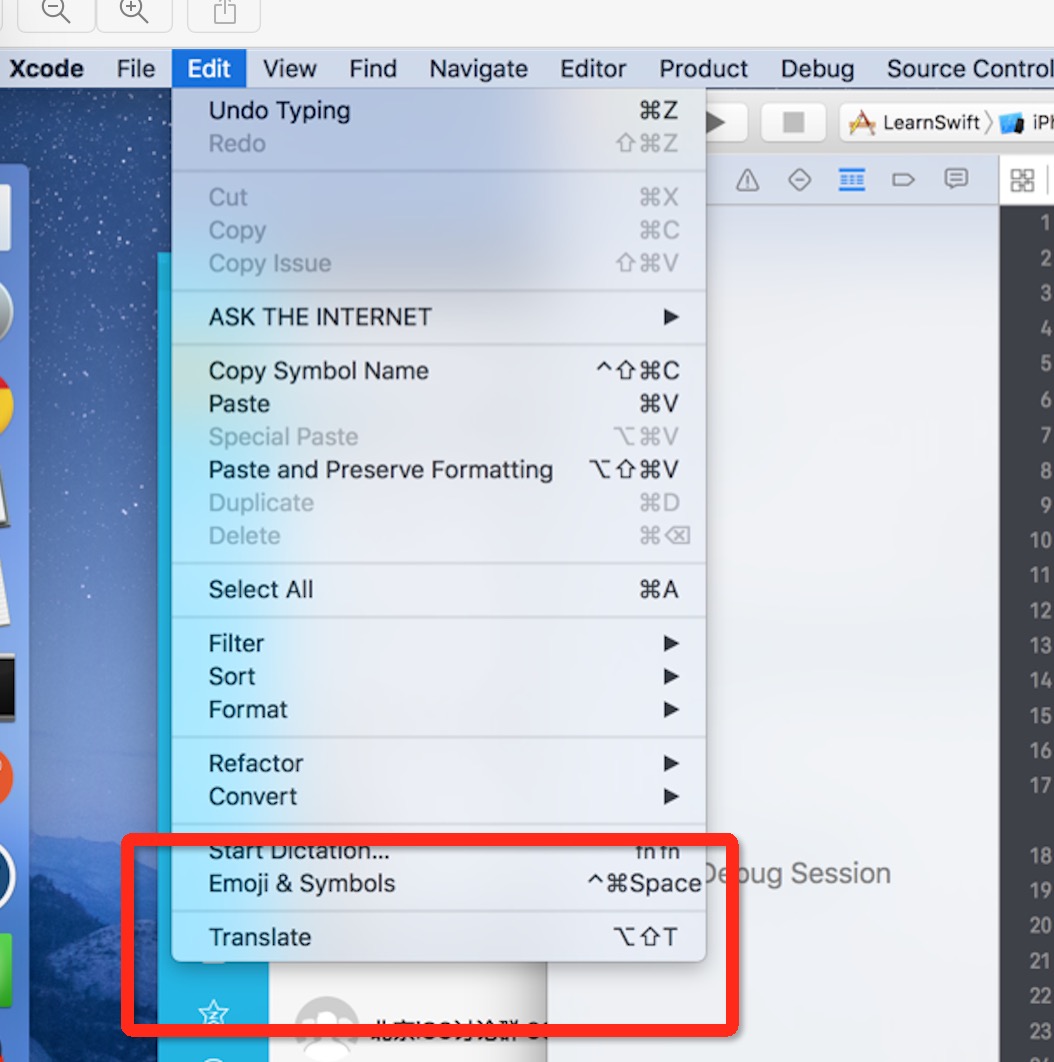 Xcode File Edit View Find Navigate Editor Product Debug Source Control
Undo Typing ⌘Z
LearnSwift
Redo ⇧⌘Z
Cut ⌘X
Copy ⌘C
Copy Issue ⇧⌘V
ASK THE INTERNET ▶
Copy Symbol Name ^⇧⌘C
Paste ⌘V
Special Paste ⌥⌘V
Paste and Preserve Formatting ⌥⇧⌘V
Duplicate ⌘D
Delete ⌘⌫
Select All ⌘A
Filter ▶
Sort ▶
Format ▶
Refactor ▶
Convert ▶
Start Dictation... fn fn
Emoji & Symbols ^⌘Space
Translate ⌥⇧T
Debug Session
1
2
3
4
5
6
7
8
9
10
11
12
13
14
15
16
17
18
19
20
21
22
23